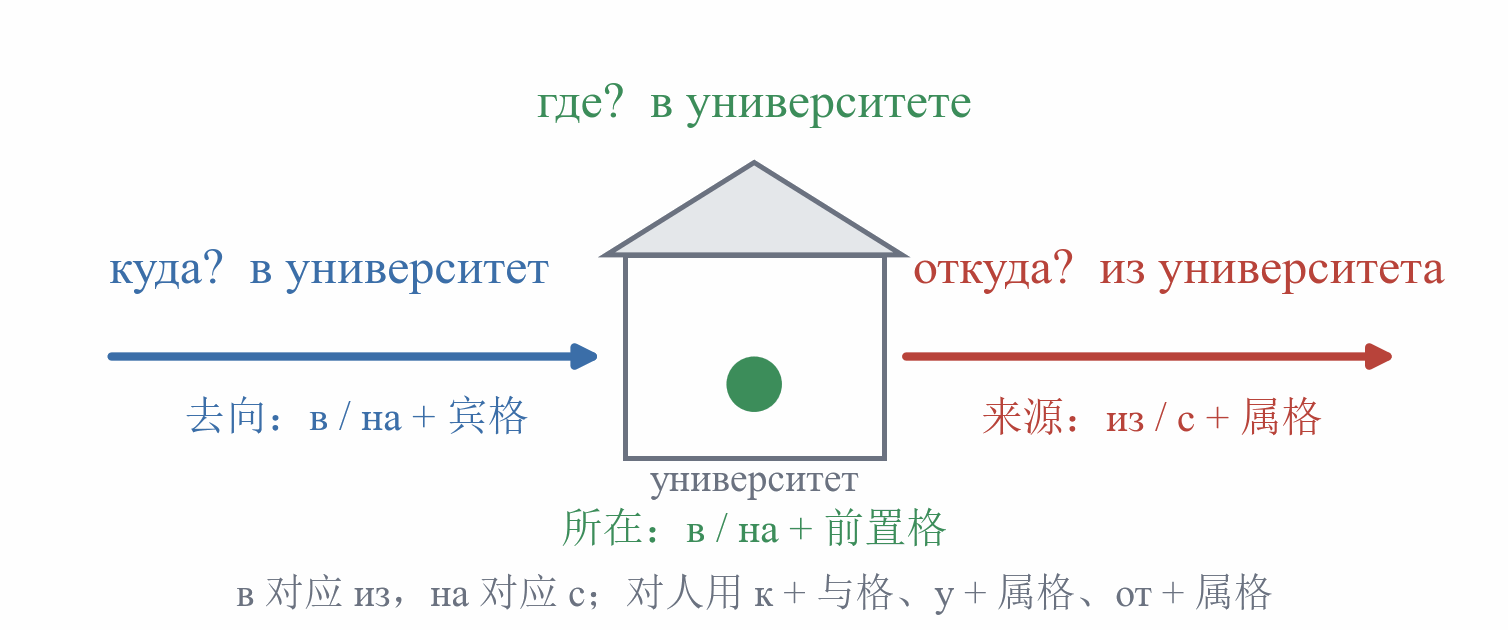 где? в университете
куда? в университет
откуда? из университета
去向：в / на + 宾格
来源：из / с + 属格
университет
所在：в / на + 前置格
в 对应 из，на 对应 с；对人用 к + 与格、у + 属格、от + 属格